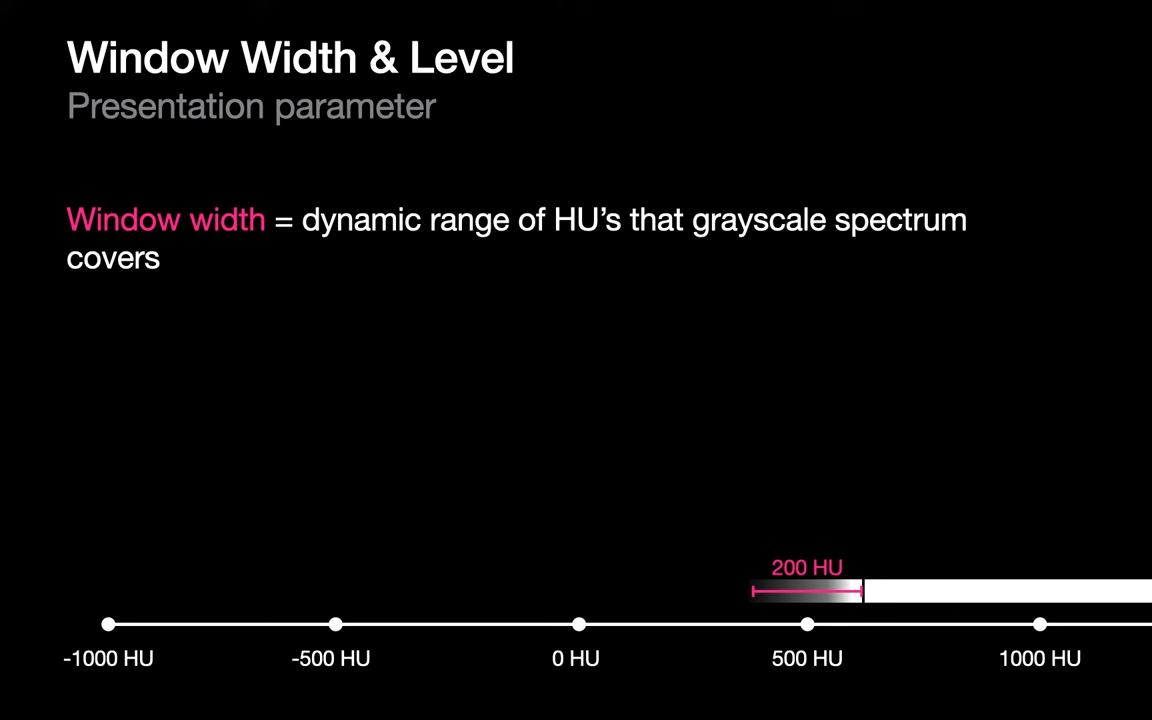 Window Width & Level
Presentation parameter
Window width = dynamic range of HU’s that grayscale spectrum
covers
200 HU
-1000 HU
-500 HU
0 HU
500 HU
1000 HU